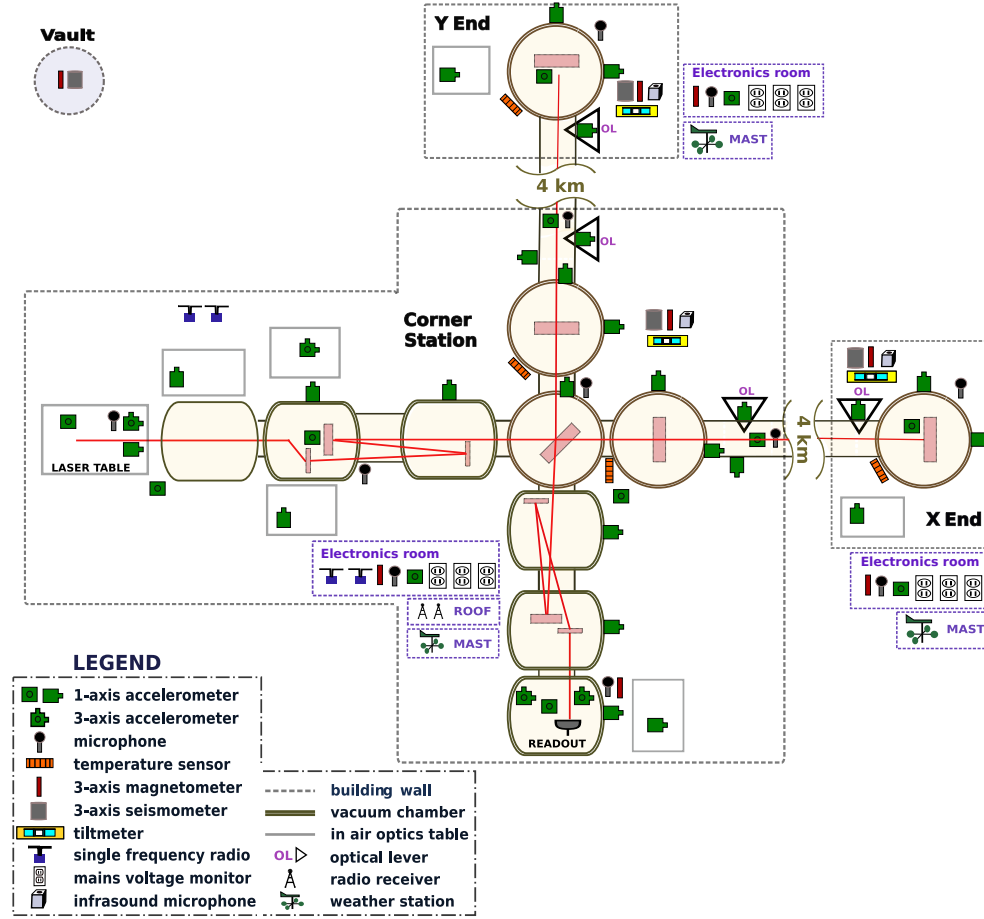 Vault
Y End
Electronics room
OL
MAST
4 km
OL
Corner
Station
OL
OL
4 km
LASER TABLE
X End
Electronics room
ROOF
MAST
Electronics room
MAST
READOUT
LEGEND
1-axis accelerometer
3-axis accelerometer
microphone
temperature sensor
3-axis magnetometer
3-axis seismometer
tiltmeter
single frequency radio
mains voltage monitor
infrasound microphone
building wall
vacuum chamber
in air optics table
OL
optical lever
radio receiver
weather station